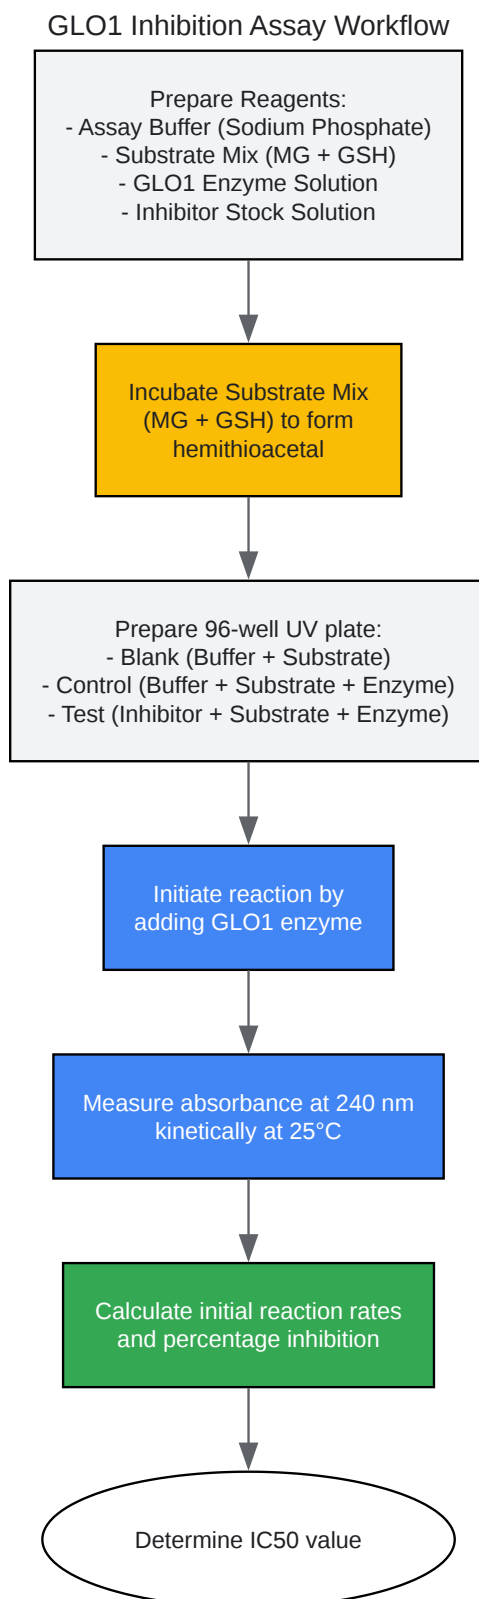 GLO1 Inhibition Assay Workflow
Prepare Reagents:
- Assay Buffer (Sodium Phosphate)
- Substrate Mix (MG + GSH)
- GLO1 Enzyme Solution
- Inhibitor Stock Solution
Incubate Substrate Mix
(MG + GSH) to form
hemithioacetal
Prepare 96-well UV plate:
- Blank (Buffer + Substrate)
- Control (Buffer + Substrate + Enzyme)
- Test (Inhibitor + Substrate + Enzyme)
Initiate reaction by
adding GLO1 enzyme
Measure absorbance at 240 nm
kinetically at 25°C
Calculate initial reaction rates
and percentage inhibition
Determine IC50 value